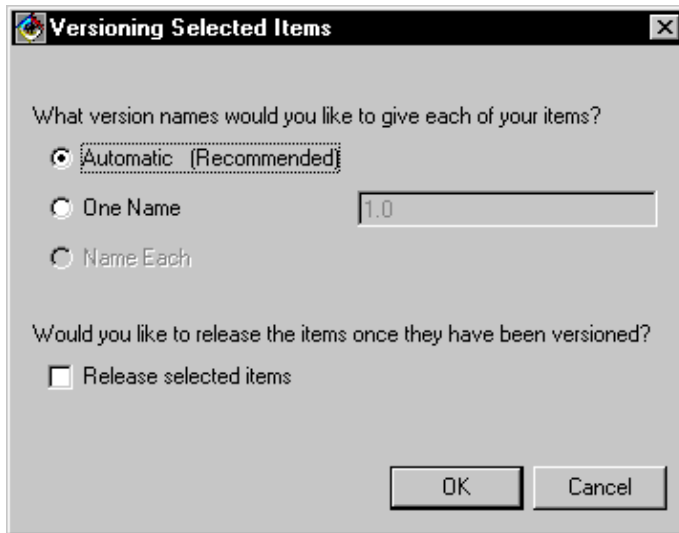 Versioning Selected Items
What version names would you like to give each of your items?
Automatic (Recommended)
One Name 1.0
Name Each
Would you like to release the items once they have been versioned?
Release selected items
OK Cancel